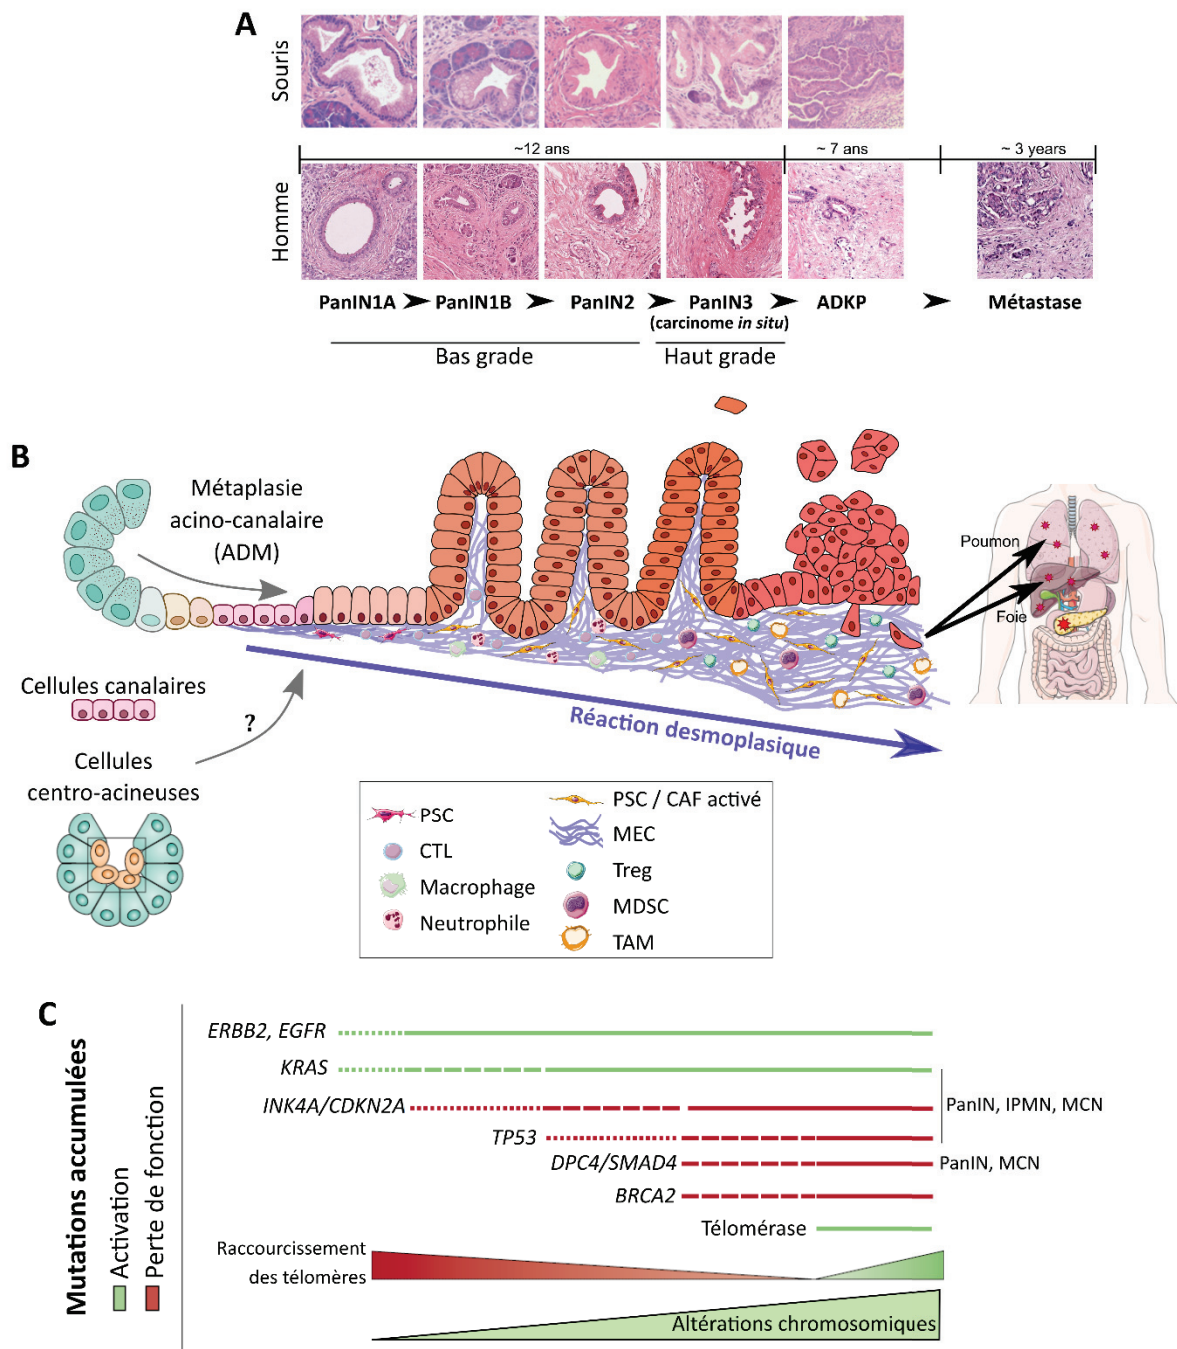 A
Souris
~12 ans
~ 7 ans
~ 3 years
Homme
PanIN1A
PanIN1B
PanIN2
PanIN3
(carcinome in situ)
ADKP
Métastase
Bas grade
Haut grade
B
Métaplasie
acino-canalaire
(ADM)
Poumon
Foie
Cellules canalaires
?
Cellules
centro-acineuses
Réaction desmoplasique
PSC
CTL
Macrophage
Neutrophile
PSC / CAF activé
MEC
Treg
MDSC
TAM
C
Mutations accumulées
Activation
Perte de fonction
ERBB2, EGFR
KRAS
INK4A/CDKN2A
PanIN, IPMN, MCN
TP53
DPC4/SMAD4
PanIN, MCN
BRCA2
Télomérase
Raccourcissement
des télomères
Altérations chromosomiques